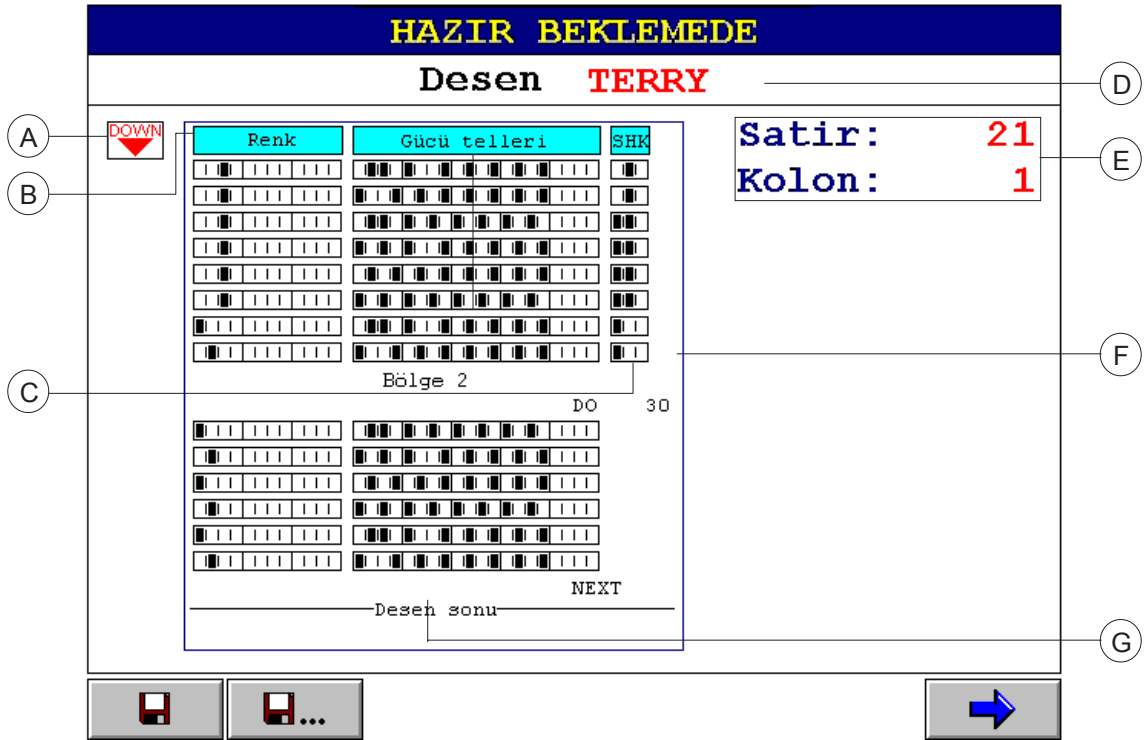 HAZIR BEKLEMEDE
Desen TERRY
D
A
DOWN
B
Renk Gücü telleri SHK
Satir: 21
Kolon: 1
E
F
C
Bölge 2
DO 30
NEXT
Desen sonu
G
...